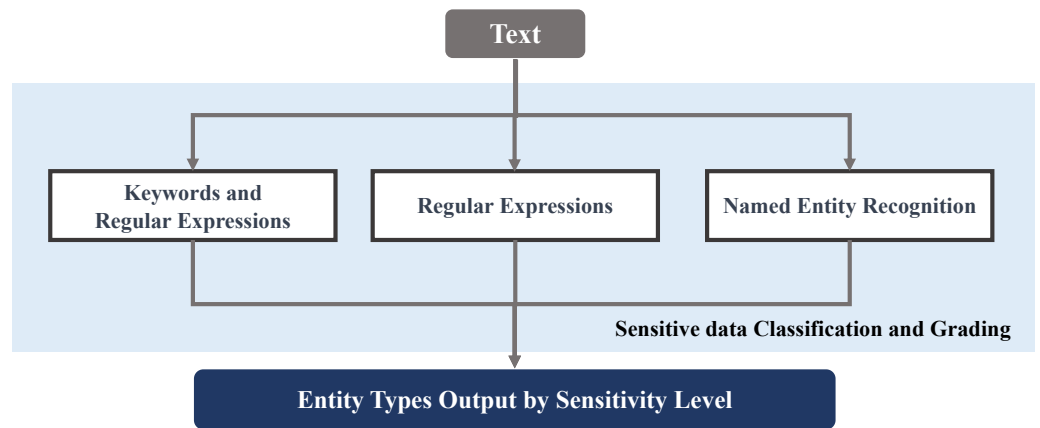 Text
Keywords and
Regular Expressions
Regular Expressions
Named Entity Recognition
Sensitive data Classification and Grading
Entity Types Output by Sensitivity Level